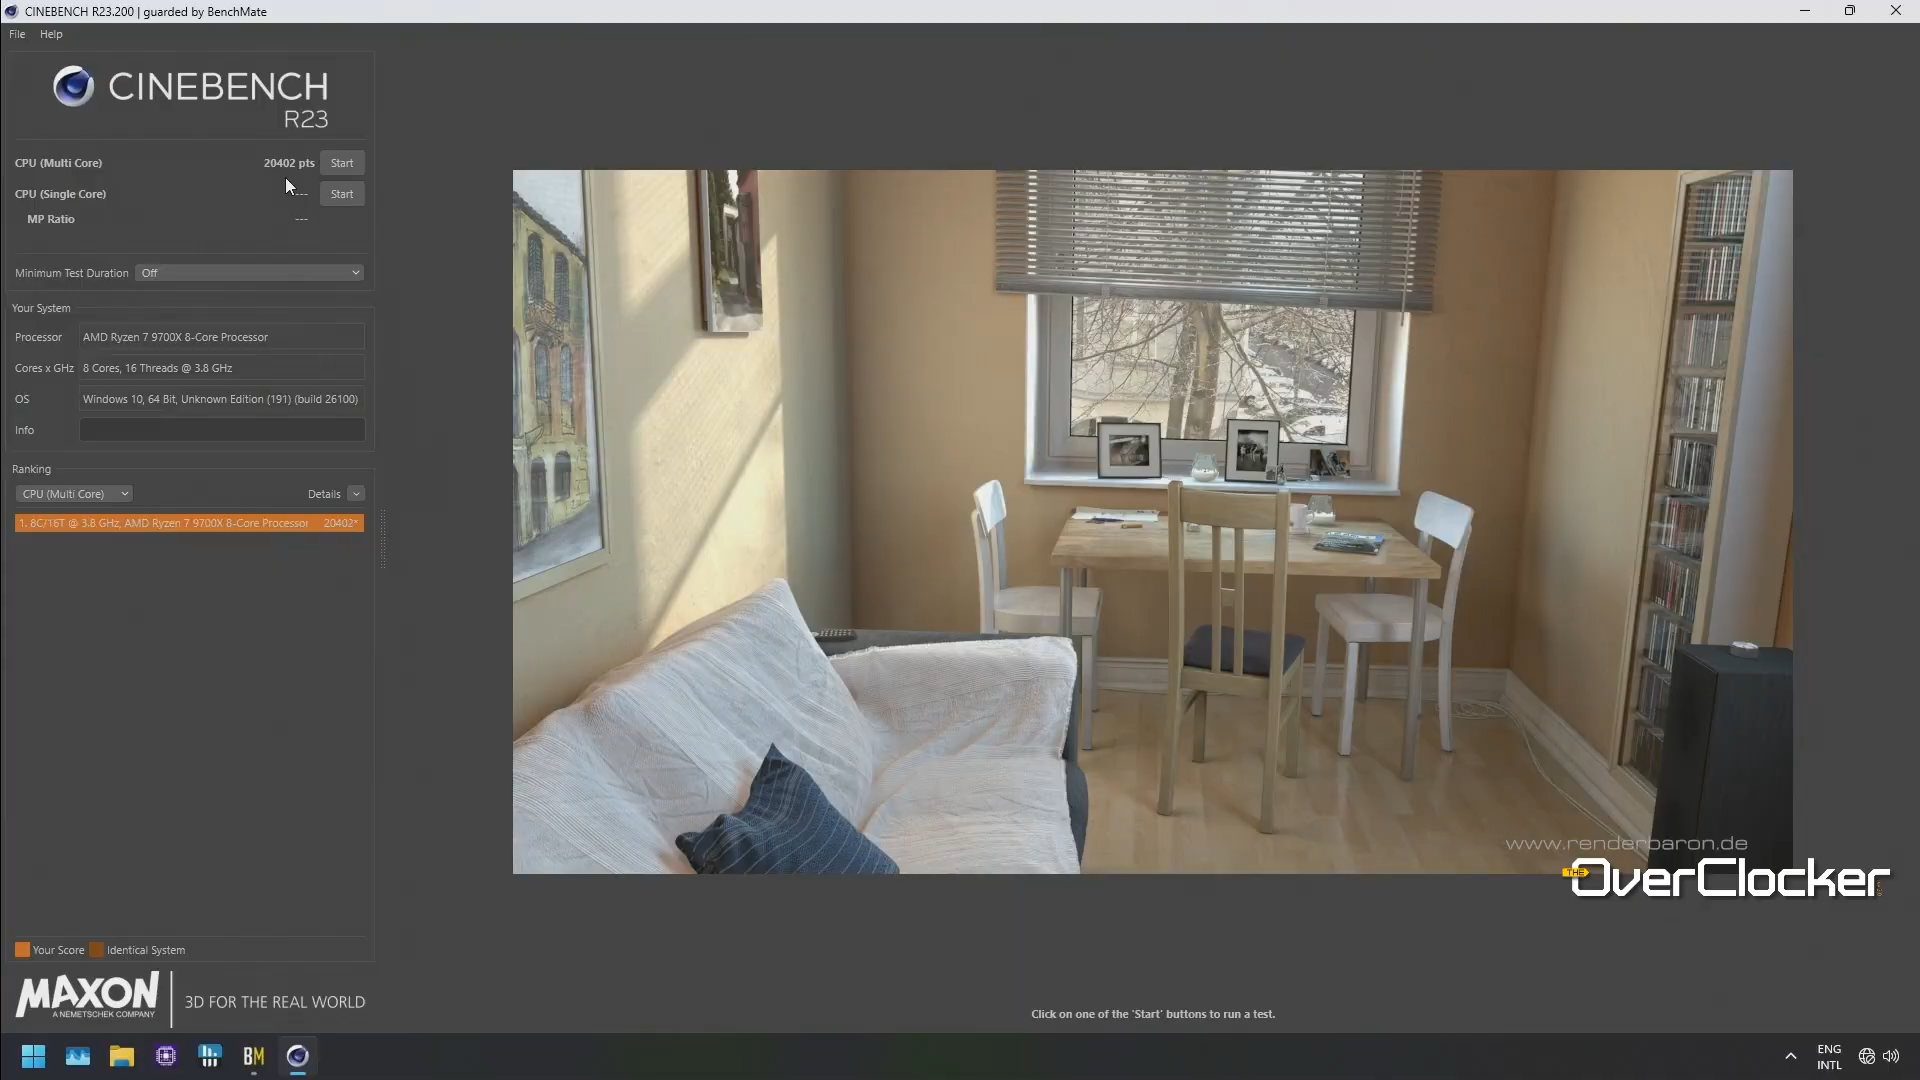 CINEBENCH R23.200 | guarded by BenchMate
File Help
CINEBENCH
R23
CPU (Multi Core) 20402 pts Start
CPU (Single Core) --- Start
MP Ratio ---
Minimum Test Duration Off
Your System
Processor AMD Ryzen 7 9700X 8-Core Processor
Cores x GHz 8 Cores, 16 Threads @ 3.8 GHz
OS Windows 10, 64 Bit, Unknown Edition (191) (build 26100)
Info
Ranking
CPU (Multi Core) Details
1. 8C/16T @ 3.8 GHz, AMD Ryzen 7 9700X 8-Core Processor 20402*
www.renderbaron.de
THE OverClocker
Your Score Identical System
MAXON
A NEMETSCHEK COMPANY
3D FOR THE REAL WORLD
Click on one of the 'Start' buttons to run a test.
BM
ENG
INTL